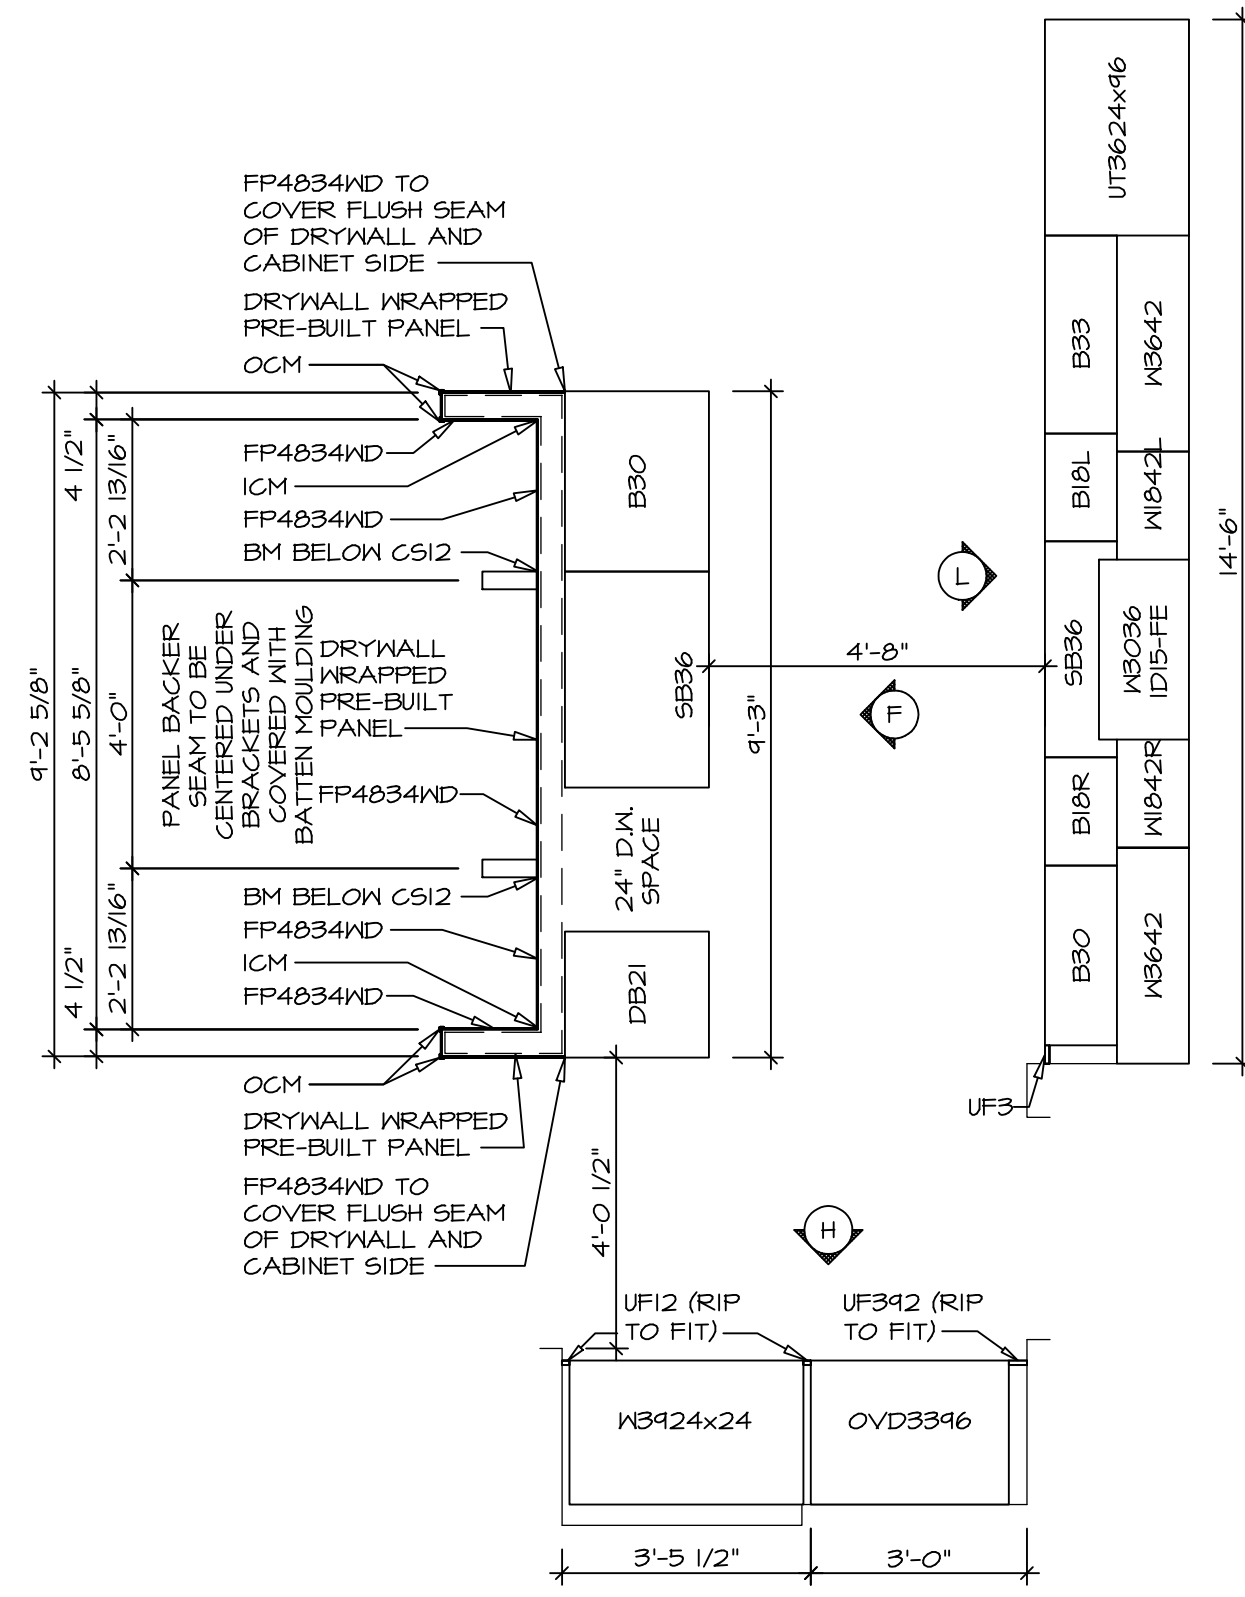 FP4834WD TO
COVER FLUSH SEAM
OF DRYWALL AND
CABINET SIDE
DRYWALL WRAPPED
PRE-BUILT PANEL
OCM
FP4834WD
ICM
FP4834WD
BM BELOW CS12
DRYWALL
WRAPPED
PRE-BUILT
PANEL
FP4834WD
BM BELOW CS12
FP4834WD
ICM
FP4834WD
OCM
DRYWALL WRAPPED
PRE-BUILT PANEL
FP4834WD TO
COVER FLUSH SEAM
OF DRYWALL AND
CABINET SIDE
PANEL BACKER
SEAM TO BE
CENTERED UNDER
BRACKETS AND
COVERED WITH
BATTEN MOULDING
9'-2 5/8"
4 1/2"
8'-5 5/8"
4 1/2"
2'-2 13/16"
4'-0"
2'-2 13/16"
B30
SB36
24" D.W.
SPACE
DB21
9'-3"
4'-8"
L
F
H
UT3624x96
B33
W3642
B18L
W1842L
SB36
W3036
ID15-FE
B18R
W1842R
B30
W3642
UF3
14'-6"
4'-0 1/2"
UF12 (RIP
TO FIT)
UF392 (RIP
TO FIT)
W3924x24
OVD3396
3'-5 1/2"
3'-0"